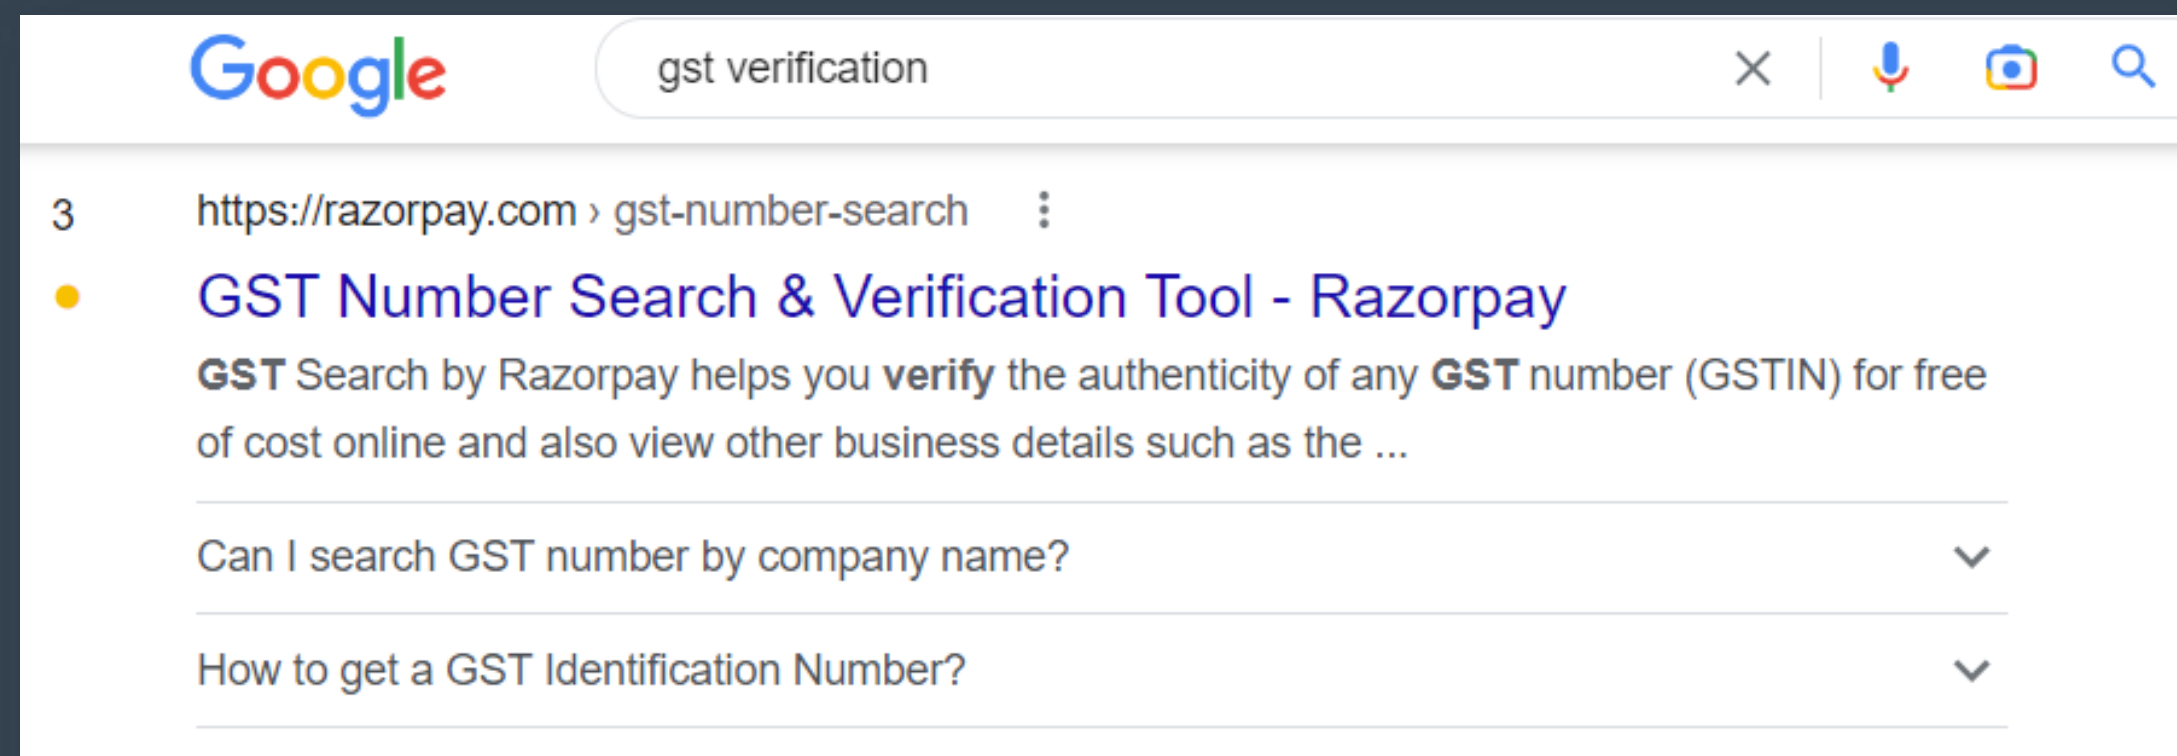 Google
gst verification
3
https://razorpay.com › gst-number-search
GST Number Search & Verification Tool - Razorpay
GST Search by Razorpay helps you verify the authenticity of any GST number (GSTIN) for free
of cost online and also view other business details such as the ...
Can I search GST number by company name?
How to get a GST Identification Number?